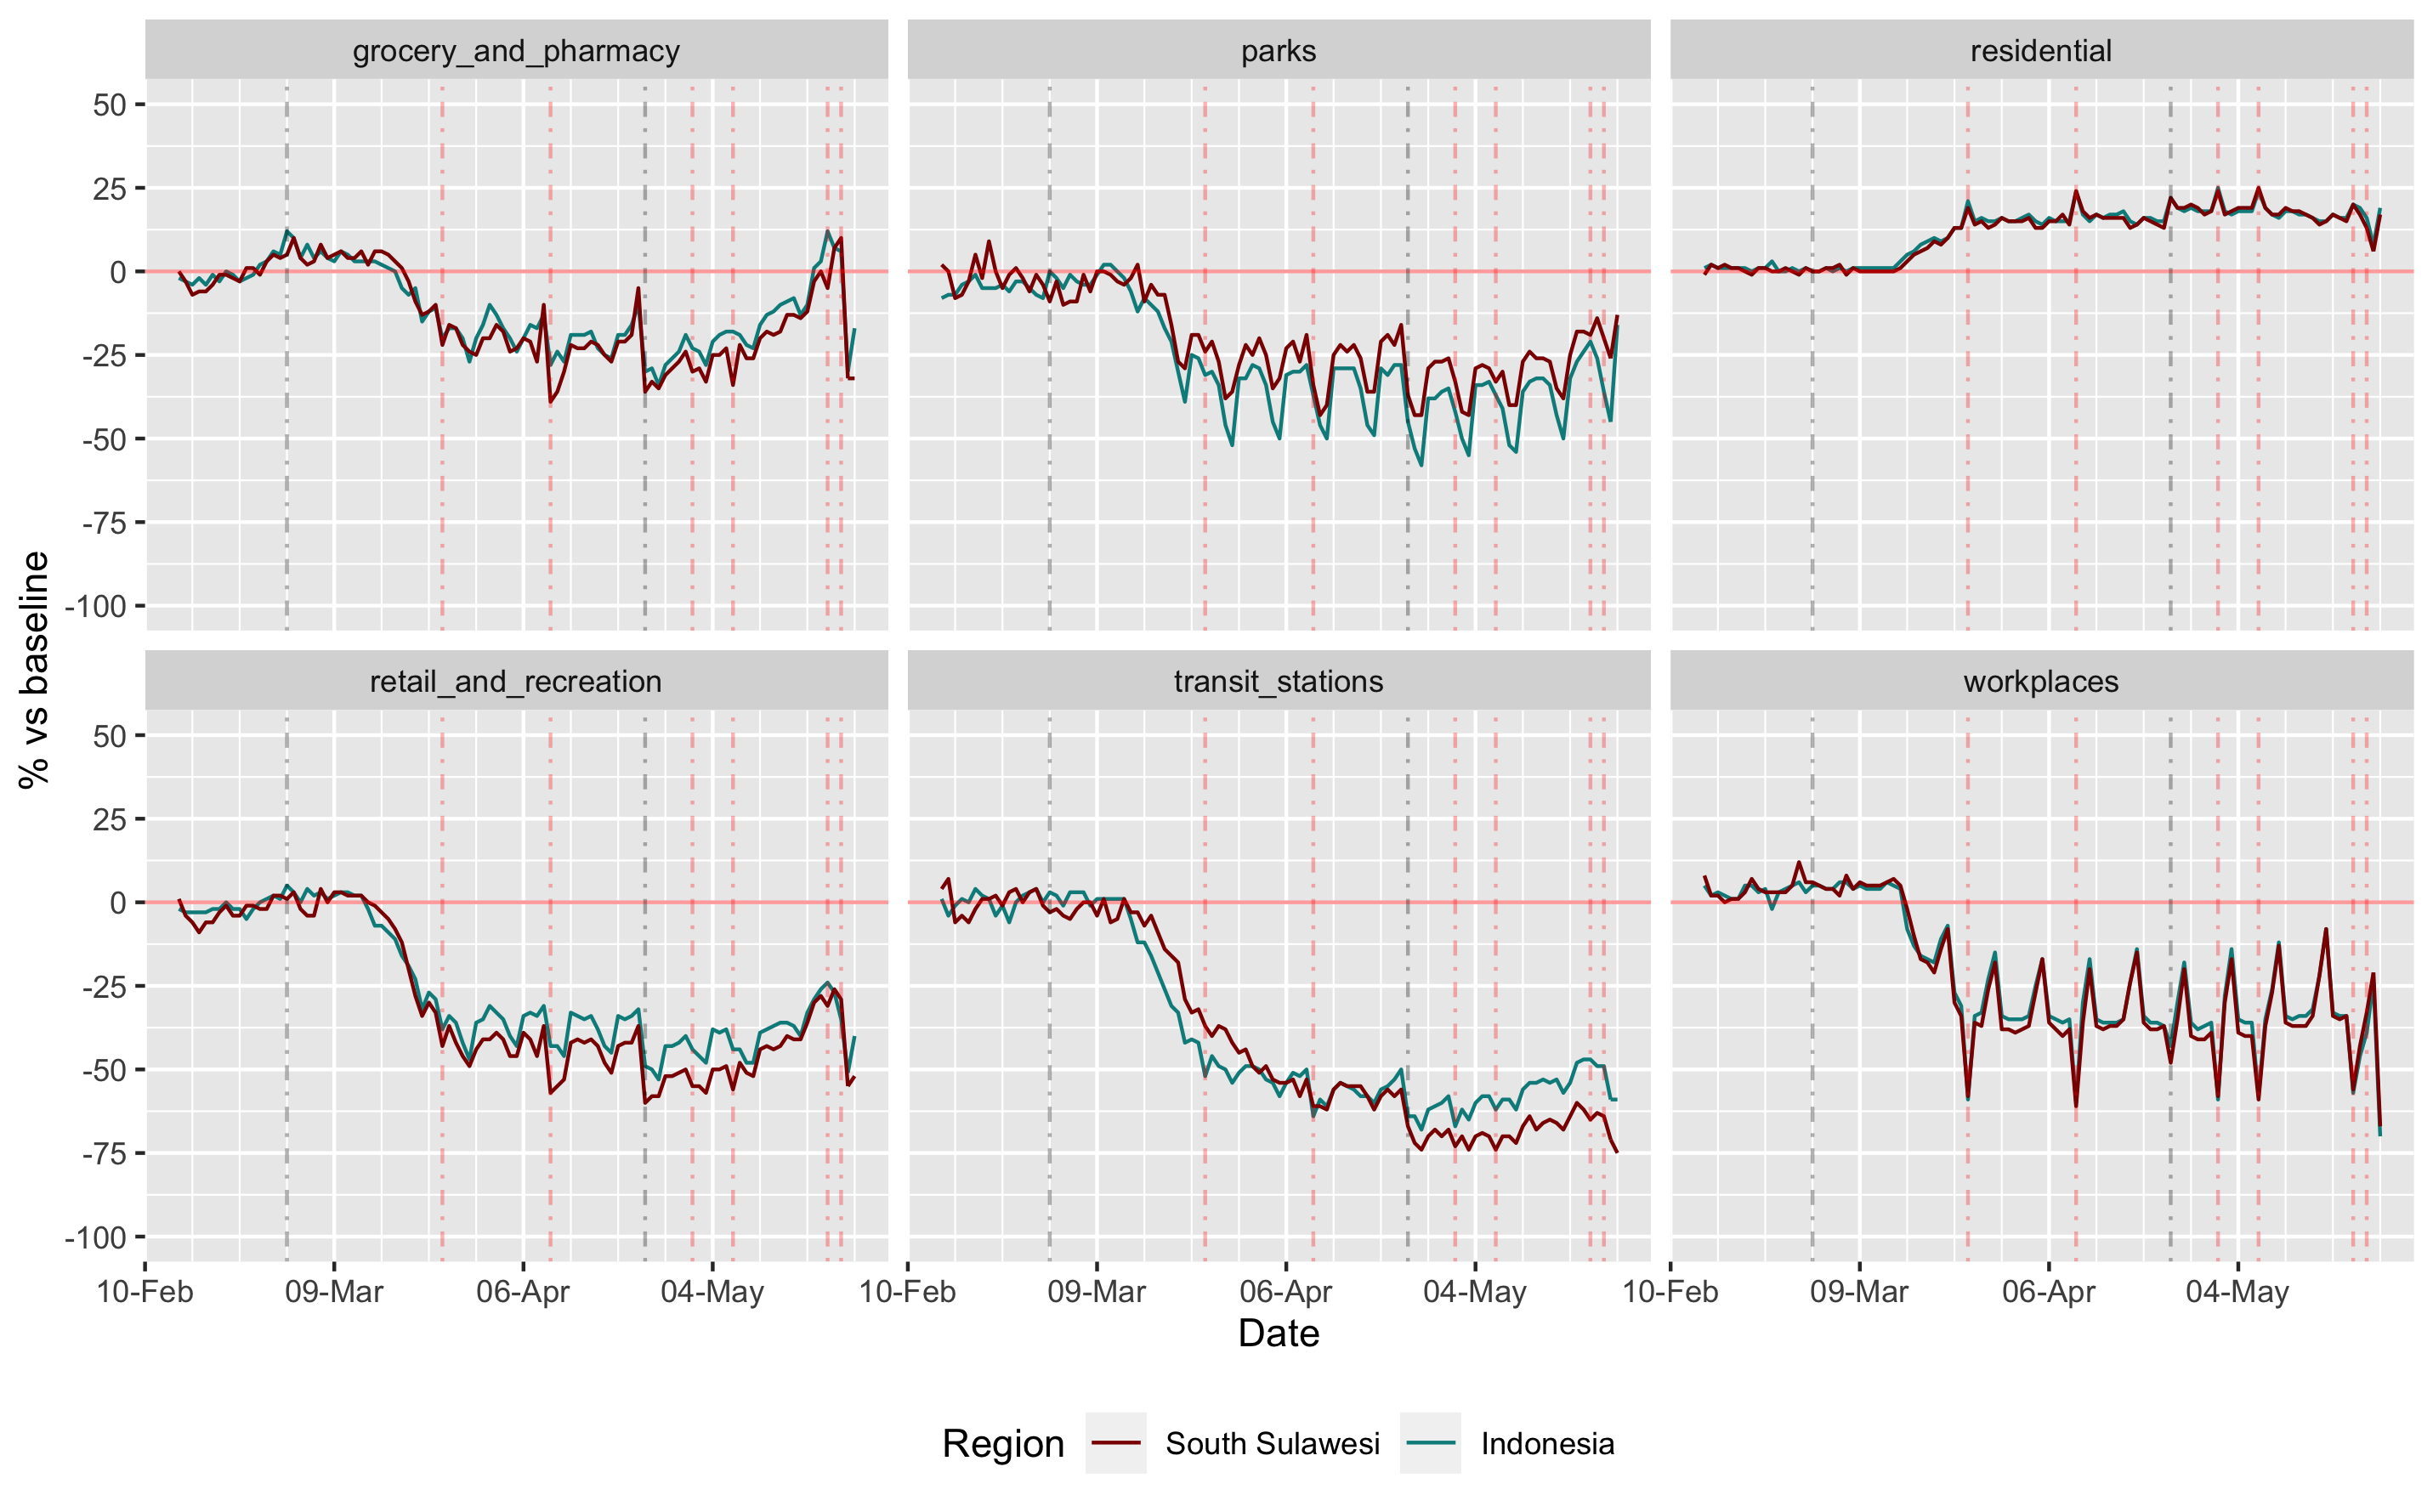 grocery_and_pharmacy parks residential
50
25
0
-25
-50
-75
-100
% vs baseline
retail_and_recreation transit_stations workplaces
50
25
0
-25
-50
-75
-100
10-Feb 09-Mar 06-Apr 04-May 10-Feb 09-Mar 06-Apr 04-May 10-Feb 09-Mar 06-Apr 04-May
Date
Region South Sulawesi Indonesia